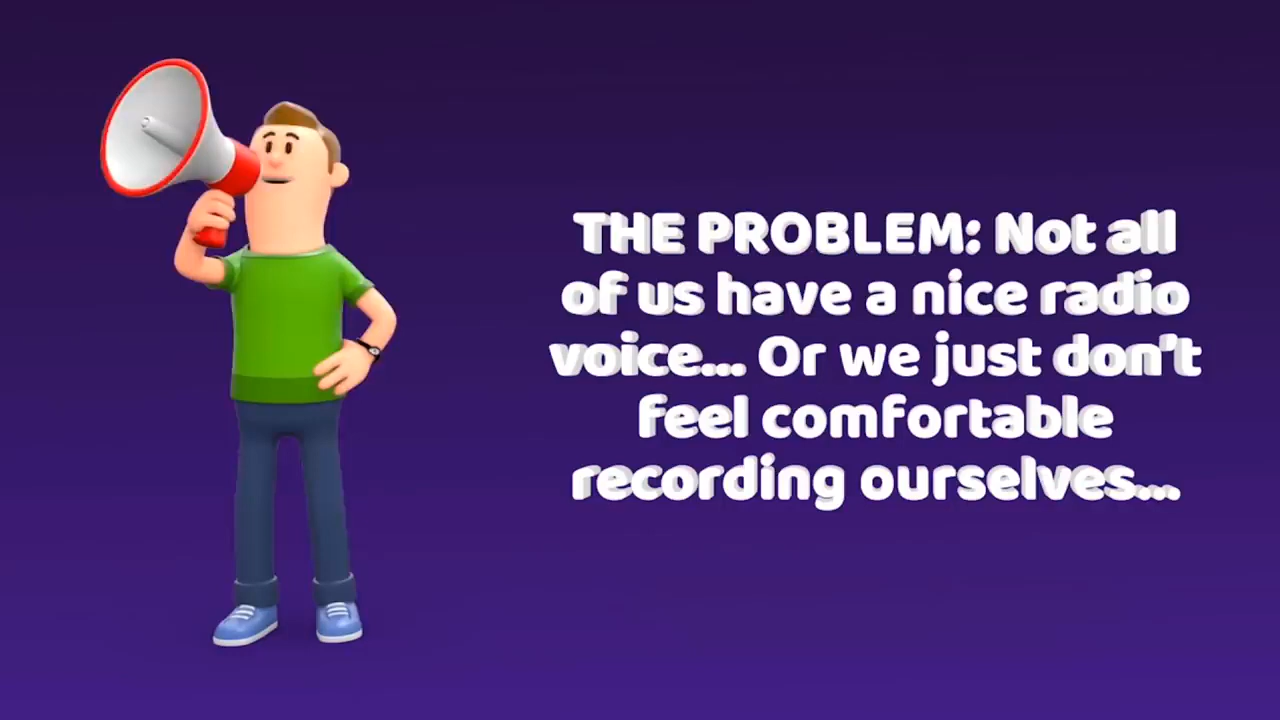 THE PROBLEM: Not all
of us have a nice radio
voice... Or we just don't
feel comfortable
recording ourselves...